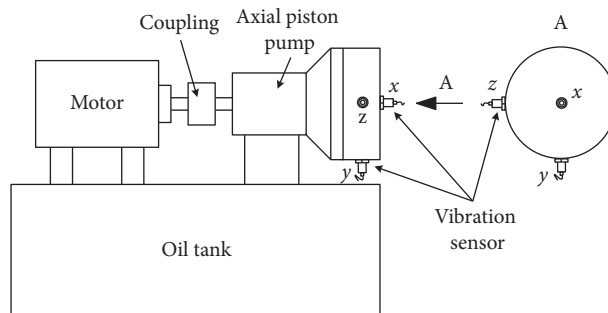 Coupling
Axial piston
pump
A
Motor
x
A
z
x
z
y
y
Vibration
sensor
Oil tank